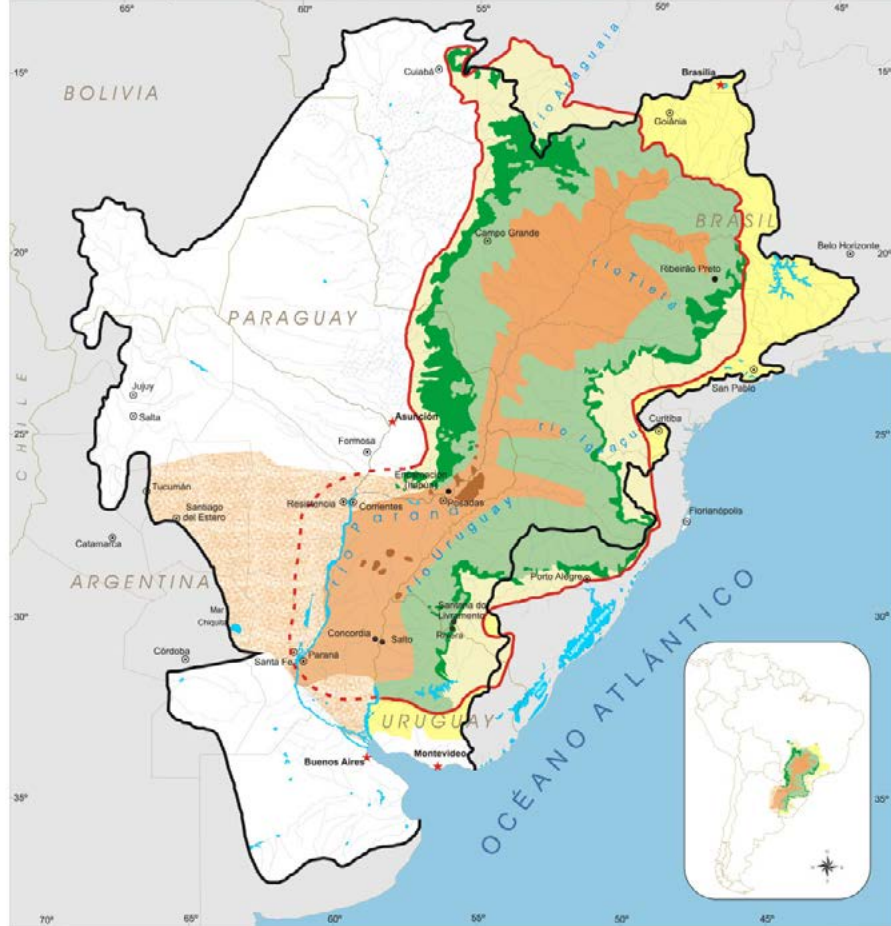 65°
60°
55°
50°
45°
15°
15°
BOLIVIA
Cuiabá
río Araguaia
Brasilia
Goiânia
BRASIL
Belo Horizonte
20°
20°
Campo Grande
Ribeirão Preto
río Tietê
PARAGUAY
CHILE
Jujuy
Salta
San Pablo
Asunción
25°
25°
Formosa
Curitiba
río Iguaçu
Encarnación
Tucumán
Resistencia
Corrientes
Posadas
Santiago
del Estero
río Paraná
río Uruguay
Florianópolis
Catamarca
ARGENTINA
Porto Alegre
30°
30°
Mar
Chiquita
Santana do
Livramento
Rivera
Concordia
Salto
Córdoba
Santa Fe
Paraná
URUGUAY
OCÉANO ATLÁNTICO
Buenos Aires
Montevideo
35°
35°
70°
65°
60°
55°
50°
45°